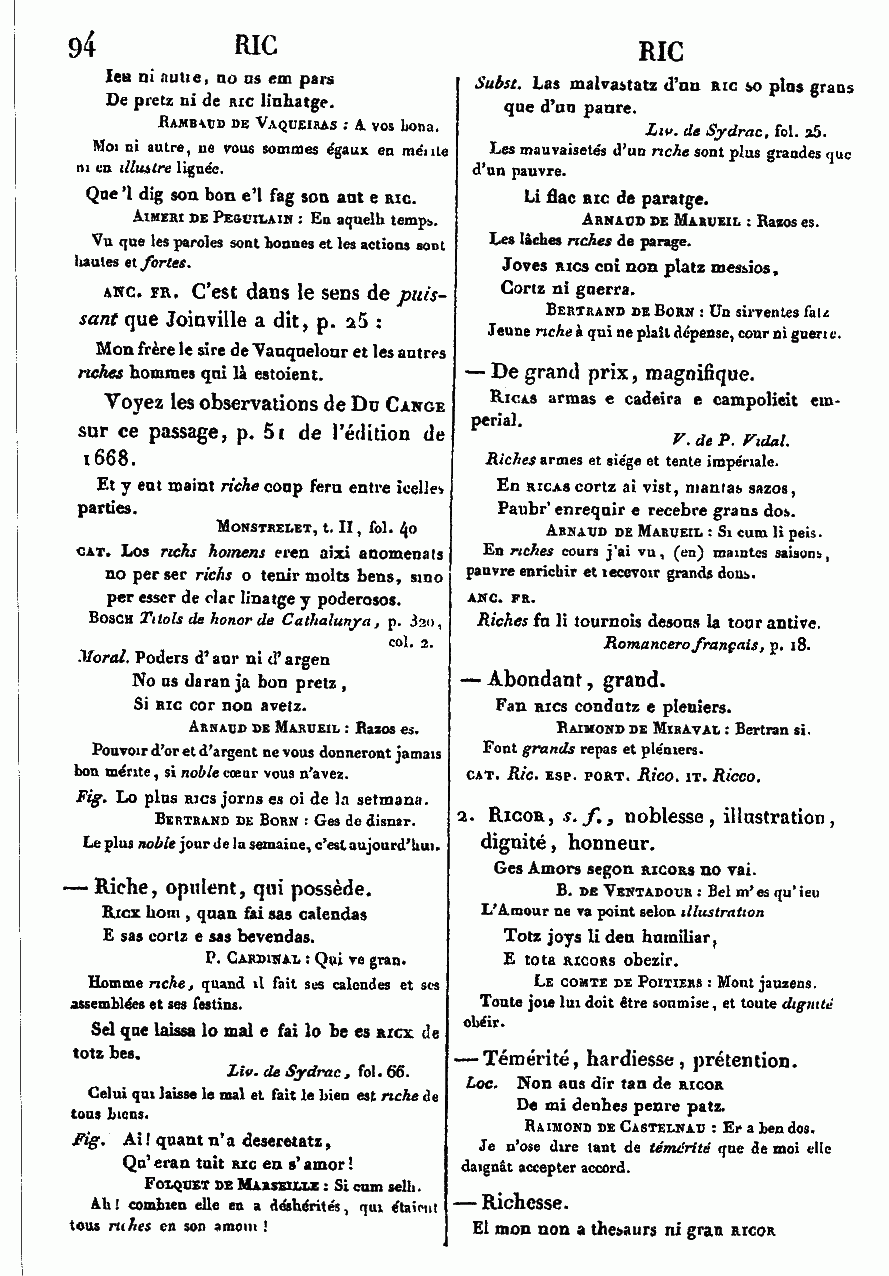 94 RIC
RIC
Ieu ni autre, no us em pars
De pretz ni de RIC linhatge.
RAMBAUD DE VAQUEIRAS : A vos bona.
Moi ni autre, ne vous sommes égaux en mérite
ni en illustre lignée.
Que'l dig son bon e'l fag son aut e RIC.
AIMERI DE PEGUILAIN : En aquelh temps.
Vu que les paroles sont bonnes et les actions sont
hautes et fortes.
ANC. FR. C'est dans le sens de puis-
sant que Joinville a dit, p. 25 :
Mon frère le sire de Vauquelour et les autres
riches hommes qui là estoient.
Voyez les observations de DU CANGE
sur ce passage, p. 51 de l'édition de
1668.
Et y eut maint riche coup feru entre icelles
parties.
MONSTRELET, t. II, fol. 40
CAT. Los richs homens eren aixi anomenats
no per ser richs o tenir molts bens, sino
per esser de clar linatge y poderosos.
BOSCH Titols de honor de Cathalunya, p. 320,
col. 2.
Moral. Poders d'aur ni d'argen
No us daran ja bon pretz,
Si RIC cor non avetz.
ARNAUD DE MARUEIL : Razos es.
Pouvoir d'or et d'argent ne vous donneront jamais
bon mérite, si noble cœur vous n'avez.
Fig. Lo plus RICS jorns es oi de la setmana.
BERTRAND DE BORN : Ges de disnar.
Le plus noble jour de la semaine, c'est aujourd'hui.
— Riche, opulent, qui possède.
RICX hom, quan fai sas calendas
E sas cortz e sas bevendas.
P. CARDINAL : Qui ve gran.
Homme riche, quand il fait ses calendes et ses
assemblées et ses festins.
Sel que laissa lo mal e fai lo be es RICX de
totz bes.
Liv. de Sydrac, fol. 66.
Celui qui laisse le mal et fait le bien est riche de
tous biens.
Fig. Ai! quant n'a deseretatz,
Qu'eran tuit RIC en s'amor!
FOLQUET DE MARSEILLE : Si cum selh.
Ah! combien elle en a déshérités, qui étaient
tous riches en son amour!
Subst. Las malvastatz d'un RIC so plus grans
que d'un paure.
Liv. de Sydrac, fol. 25.
Les mauvaisetés d'un riche sont plus grandes que
d'un pauvre.
Li flac RIC de paratge.
ARNAUD DE MARUEIL : Razos es.
Les lâches riches de parage.
Joves RICS cui non platz messios,
Cortz ni guerra.
BERTRAND DE BORN : Un sirventes fatz
Jeune riche à qui ne plaît dépense, cour ni guerre.
— De grand prix, magnifique.
RICAS armas e cadeira e campolieit em-
perial.
V. de P. Vidal.
Riches armes et siége et tente impériale.
En RICAS cortz ai vist, mantas sazos,
Paubr' enrequir e recebre grans dos.
ARNAUD DE MARUEIL : Si cum li peis.
En riches cours j'ai vu, (en) maintes saisons,
pauvre enrichir et recevoir grands dons.
ANC. FR.
Riches fu li tournois desous la tour antive.
Romancero français, p. 18.
— Abondant, grand.
Fan RICS condutz e pleniers.
RAIMOND DE MIRAVAL : Bertran si.
Font grands repas et pléniers.
CAT. Ric. ESP. PORT. Rico. IT. Ricco.
2. RICOR, s. f., noblesse, illustration,
dignité, honneur.
Ges Amors segon RICORS no vai.
B. DE VENTADOUR : Bel m'es qu'ieu
L'Amour ne va point selon illustration
Totz joys li deu humiliar,
E tota RICORS obezir.
LE COMTE DE POITIERS : Mout jauzens.
Toute joie lui doit être soumise, et toute dignité
obéir.
— Témérité, hardiesse, prétention.
Loc. Non aus dir tan de RICOR
De mi denhes penre patz.
RAIMOND DE CASTELNAU : Er a ben dos.
Je n'ose dire tant de témérité que de moi elle
daignât accepter accord.
— Richesse.
El mon non a thesaurs ni gran RICOR